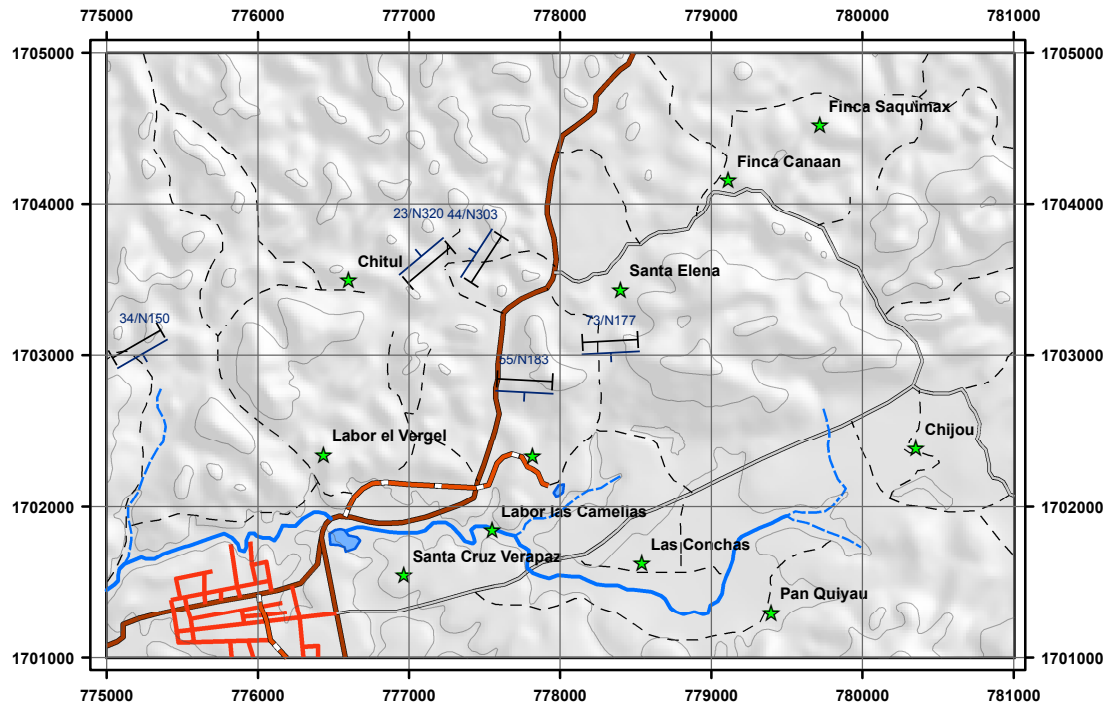 775000 776000 777000 778000 779000 780000 781000
1705000 1705000
Finca Saquimax
Finca Canaan
1704000 1704000
23/N320 44/N303
Chitul
Santa Elena
34/N150
73/N177
1703000 1703000
55/N183
Labor el Vergel
Chijou
1702000 1702000
Labor las Camelias
Las Conchas
Santa Cruz Verapaz
Pan Quiyau
1701000 1701000
775000 776000 777000 778000 779000 780000 781000